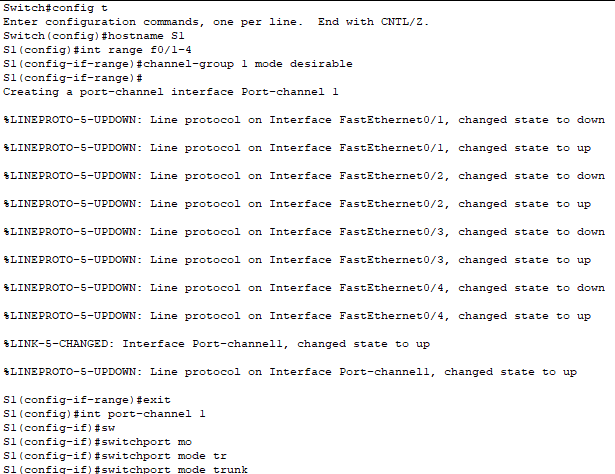 Switch#config t
Enter configuration commands, one per line.  End with CNTL/Z.
Switch(config)#hostname S1
S1(config)#int range f0/1-4
S1(config-if-range)#channel-group 1 mode desirable
S1(config-if-range)#
Creating a port-channel interface Port-channel 1
%LINEPROTO-5-UPDOWN: Line protocol on Interface FastEthernet0/1, changed state to down
%LINEPROTO-5-UPDOWN: Line protocol on Interface FastEthernet0/1, changed state to up
%LINEPROTO-5-UPDOWN: Line protocol on Interface FastEthernet0/2, changed state to down
%LINEPROTO-5-UPDOWN: Line protocol on Interface FastEthernet0/2, changed state to up
%LINEPROTO-5-UPDOWN: Line protocol on Interface FastEthernet0/3, changed state to down
%LINEPROTO-5-UPDOWN: Line protocol on Interface FastEthernet0/3, changed state to up
%LINEPROTO-5-UPDOWN: Line protocol on Interface FastEthernet0/4, changed state to down
%LINEPROTO-5-UPDOWN: Line protocol on Interface FastEthernet0/4, changed state to up
%LINK-5-CHANGED: Interface Port-channel1, changed state to up
%LINEPROTO-5-UPDOWN: Line protocol on Interface Port-channel1, changed state to up
S1(config-if-range)#exit
S1(config)#int port-channel 1
S1(config-if)#sw
S1(config-if)#switchport mo
S1(config-if)#switchport mode tr
S1(config-if)#switchport mode trunk